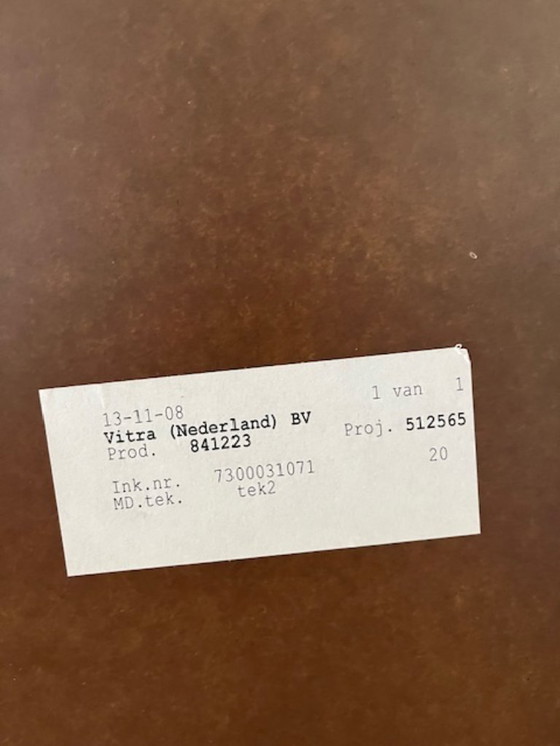 13-11-08 1 van 1
Vitra (Nederland) BV
Prod. 841223 Proj. 512565
Ink.nr. 7300031071 20
MD.tek. tek2